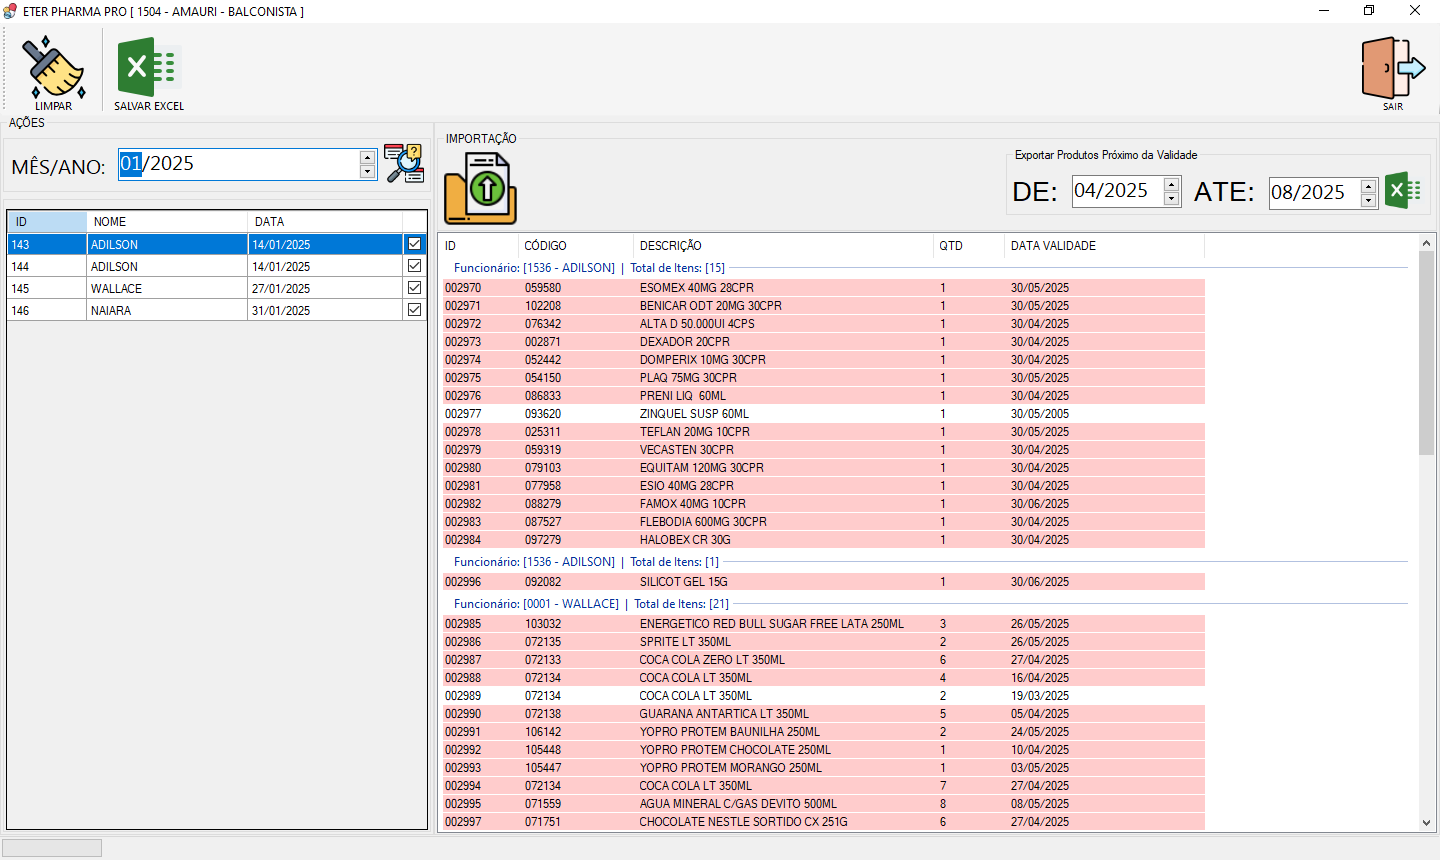 ETER PHARMA PRO [ 1504 - AMAURI - BALCONISTA ]
LIMPAR
SALVAR EXCEL
SAIR
AÇÕES
MÊS/ANO: 01/2025
ID NOME DATA
143 ADILSON 14/01/2025
144 ADILSON 14/01/2025
145 WALLACE 27/01/2025
146 NAIARA 31/01/2025
IMPORTAÇÃO
Exportar Produtos Próximo da Validade
DE: 04/2025 ATE: 08/2025
ID CÓDIGO DESCRIÇÃO QTD DATA VALIDADE
Funcionário: [1536 - ADILSON] | Total de Itens: [15]
002970 059580 ESOMEX 40MG 28CPR 1 30/05/2025
002971 102208 BENICAR ODT 20MG 30CPR 1 30/05/2025
002972 076342 ALTA D 50.000UI 4CPS 1 30/04/2025
002973 002871 DEXADOR 20CPR 1 30/04/2025
002974 052442 DOMPERIX 10MG 30CPR 1 30/04/2025
002975 054150 PLAQ 75MG 30CPR 1 30/05/2025
002976 086833 PRENI LIQ  60ML 1 30/04/2025
002977 093620 ZINQUEL SUSP 60ML 1 30/05/2005
002978 025311 TEFLAN 20MG 10CPR 1 30/05/2025
002979 059319 VECASTEN 30CPR 1 30/04/2025
002980 079103 EQUITAM 120MG 30CPR 1 30/04/2025
002981 077958 ESIO 40MG 28CPR 1 30/04/2025
002982 088279 FAMOX 40MG 10CPR 1 30/06/2025
002983 087527 FLEBODIA 600MG 30CPR 1 30/04/2025
002984 097279 HALOBEX CR 30G 1 30/04/2025
Funcionário: [1536 - ADILSON] | Total de Itens: [1]
002996 092082 SILICOT GEL 15G 1 30/06/2025
Funcionário: [0001 - WALLACE] | Total de Itens: [21]
002985 103032 ENERGETICO RED BULL SUGAR FREE LATA 250ML 3 26/05/2025
002986 072135 SPRITE LT 350ML 2 26/05/2025
002987 072133 COCA COLA ZERO LT 350ML 6 27/04/2025
002988 072134 COCA COLA LT 350ML 4 16/04/2025
002989 072134 COCA COLA LT 350ML 2 19/03/2025
002990 072138 GUARANA ANTARTICA LT 350ML 5 05/04/2025
002991 106142 YOPRO PROTEM BAUNILHA 250ML 2 24/05/2025
002992 105448 YOPRO PROTEM CHOCOLATE 250ML 1 10/04/2025
002993 105447 YOPRO PROTEM MORANGO 250ML 1 03/05/2025
002994 072134 COCA COLA LT 350ML 7 27/04/2025
002995 071559 AGUA MINERAL C/GAS DEVITO 500ML 8 08/05/2025
002997 071751 CHOCOLATE NESTLE SORTIDO CX 251G 6 27/04/2025